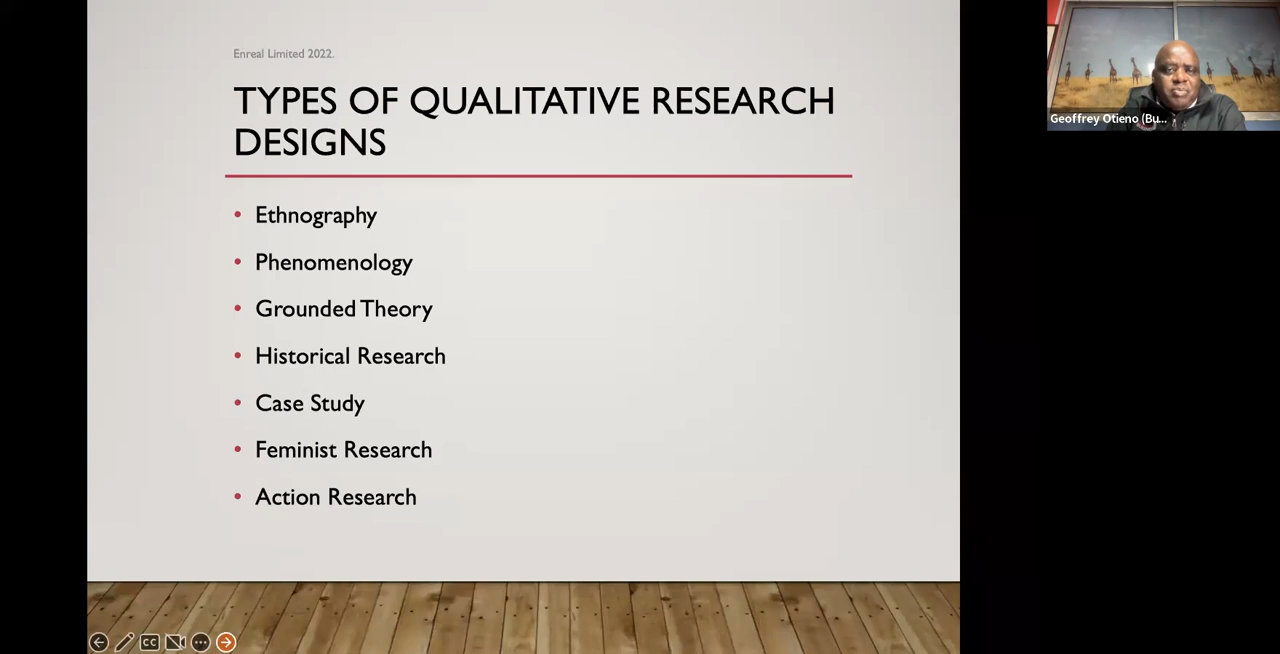 Enreal Limited 2022.
TYPES OF QUALITATIVE RESEARCH
DESIGNS
• Ethnography
• Phenomenology
• Grounded Theory
• Historical Research
• Case Study
• Feminist Research
• Action Research
Geoffrey Otieno (Bu...
CC